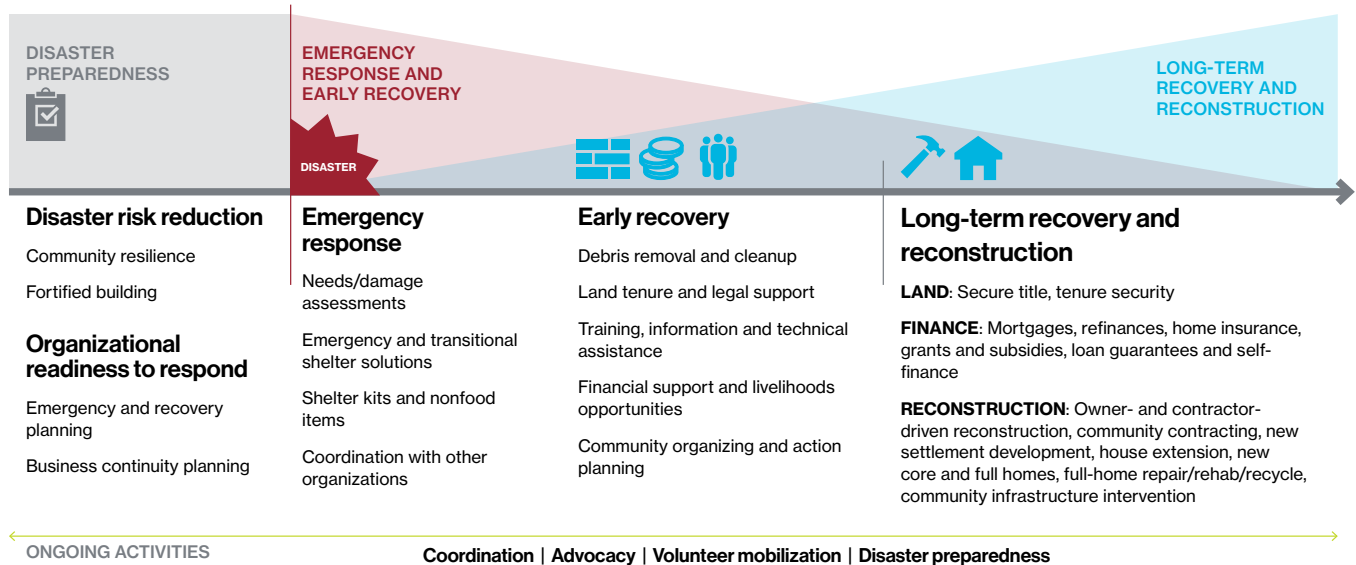 DISASTER
PREPAREDNESS
EMERGENCY
RESPONSE AND
EARLY RECOVERY
LONG-TERM
RECOVERY AND
RECONSTRUCTION
DISASTER
Disaster risk reduction
Community resilience
Fortified building
Organizational
readiness to respond
Emergency and recovery
planning
Business continuity planning
Emergency
response
Needs/damage
assessments
Emergency and transitional
shelter solutions
Shelter kits and nonfood
items
Coordination with other
organizations
Early recovery
Debris removal and cleanup
Land tenure and legal support
Training, information and technical
assistance
Financial support and livelihoods
opportunities
Community organizing and action
planning
Long-term recovery and
reconstruction
LAND: Secure title, tenure security
FINANCE: Mortgages, refinances, home insurance,
grants and subsidies, loan guarantees and self-
finance
RECONSTRUCTION: Owner- and contractor-
driven reconstruction, community contracting, new
settlement development, house extension, new
core and full homes, full-home repair/rehab/recycle,
community infrastructure intervention
ONGOING ACTIVITIES
Coordination | Advocacy | Volunteer mobilization | Disaster preparedness